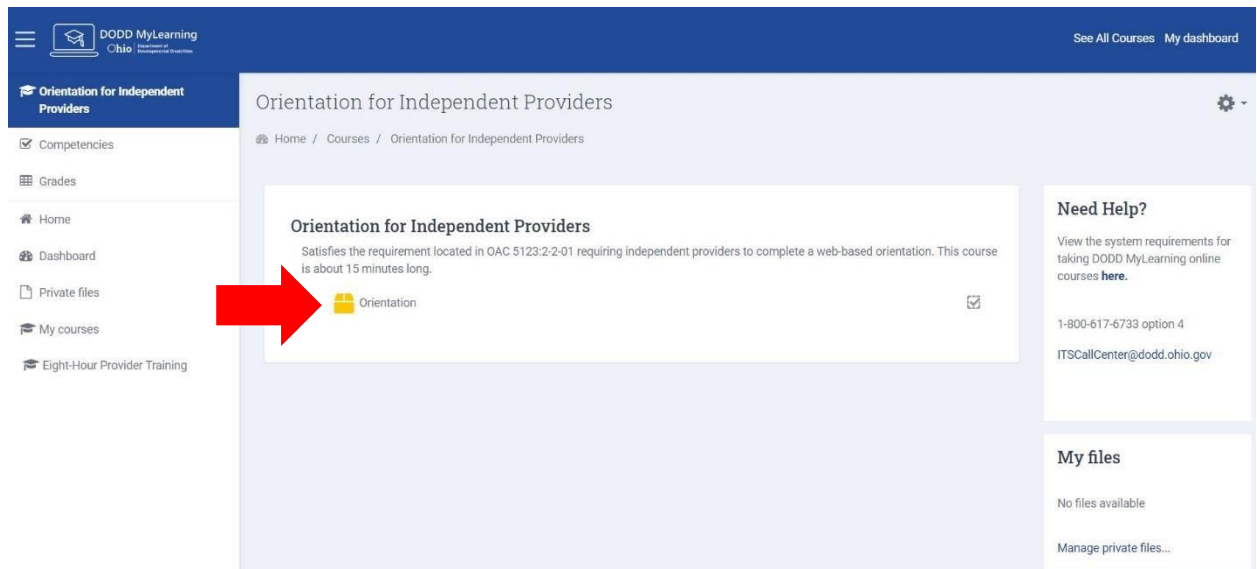 DODD MyLearning
Ohio Department of
Developmental Disabilities
See All Courses My dashboard
Orientation for Independent
Providers
Competencies
Grades
Home
Dashboard
Private files
My courses
Eight-Hour Provider Training
Orientation for Independent Providers
Home / Courses / Orientation for Independent Providers
Orientation for Independent Providers
Satisfies the requirement located in OAC 5123:2-2-01 requiring independent providers to complete a web-based orientation. This course
is about 15 minutes long.
Orientation
Need Help?
View the system requirements for
taking DODD MyLearning online
courses here.
1-800-617-6733 option 4
ITSCallCenter@dodd.ohio.gov
My files
No files available
Manage private files...